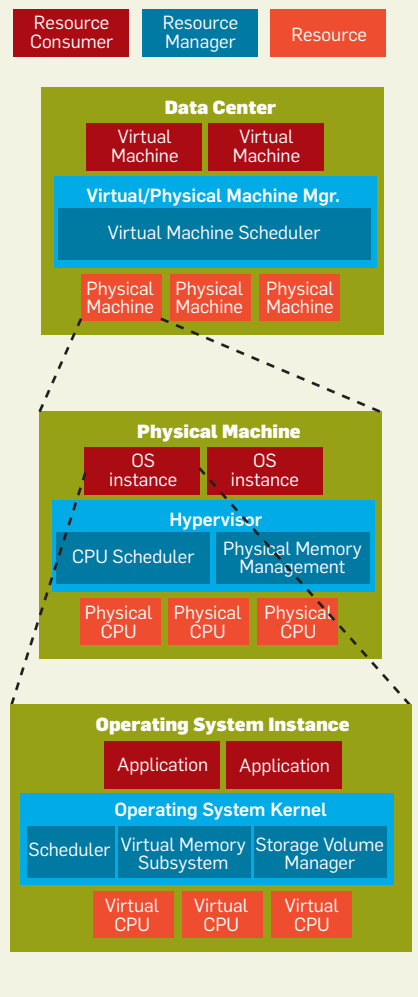 Resource
Consumer
Resource
Manager
Resource
Data Center
Virtual
Machine
Virtual
Machine
Virtual/Physical Machine Mgr.
Virtual Machine Scheduler
Physical
Machine
Physical
Machine
Physical
Machine
Physical Machine
OS
instance
OS
instance
Hypervisor
CPU Scheduler
Physical Memory
Management
Physical
CPU
Physical
CPU
Physical
CPU
Operating System Instance
Application
Application
Operating System Kernel
Scheduler
Virtual Memory
Subsystem
Storage Volume
Manager
Virtual
CPU
Virtual
CPU
Virtual
CPU